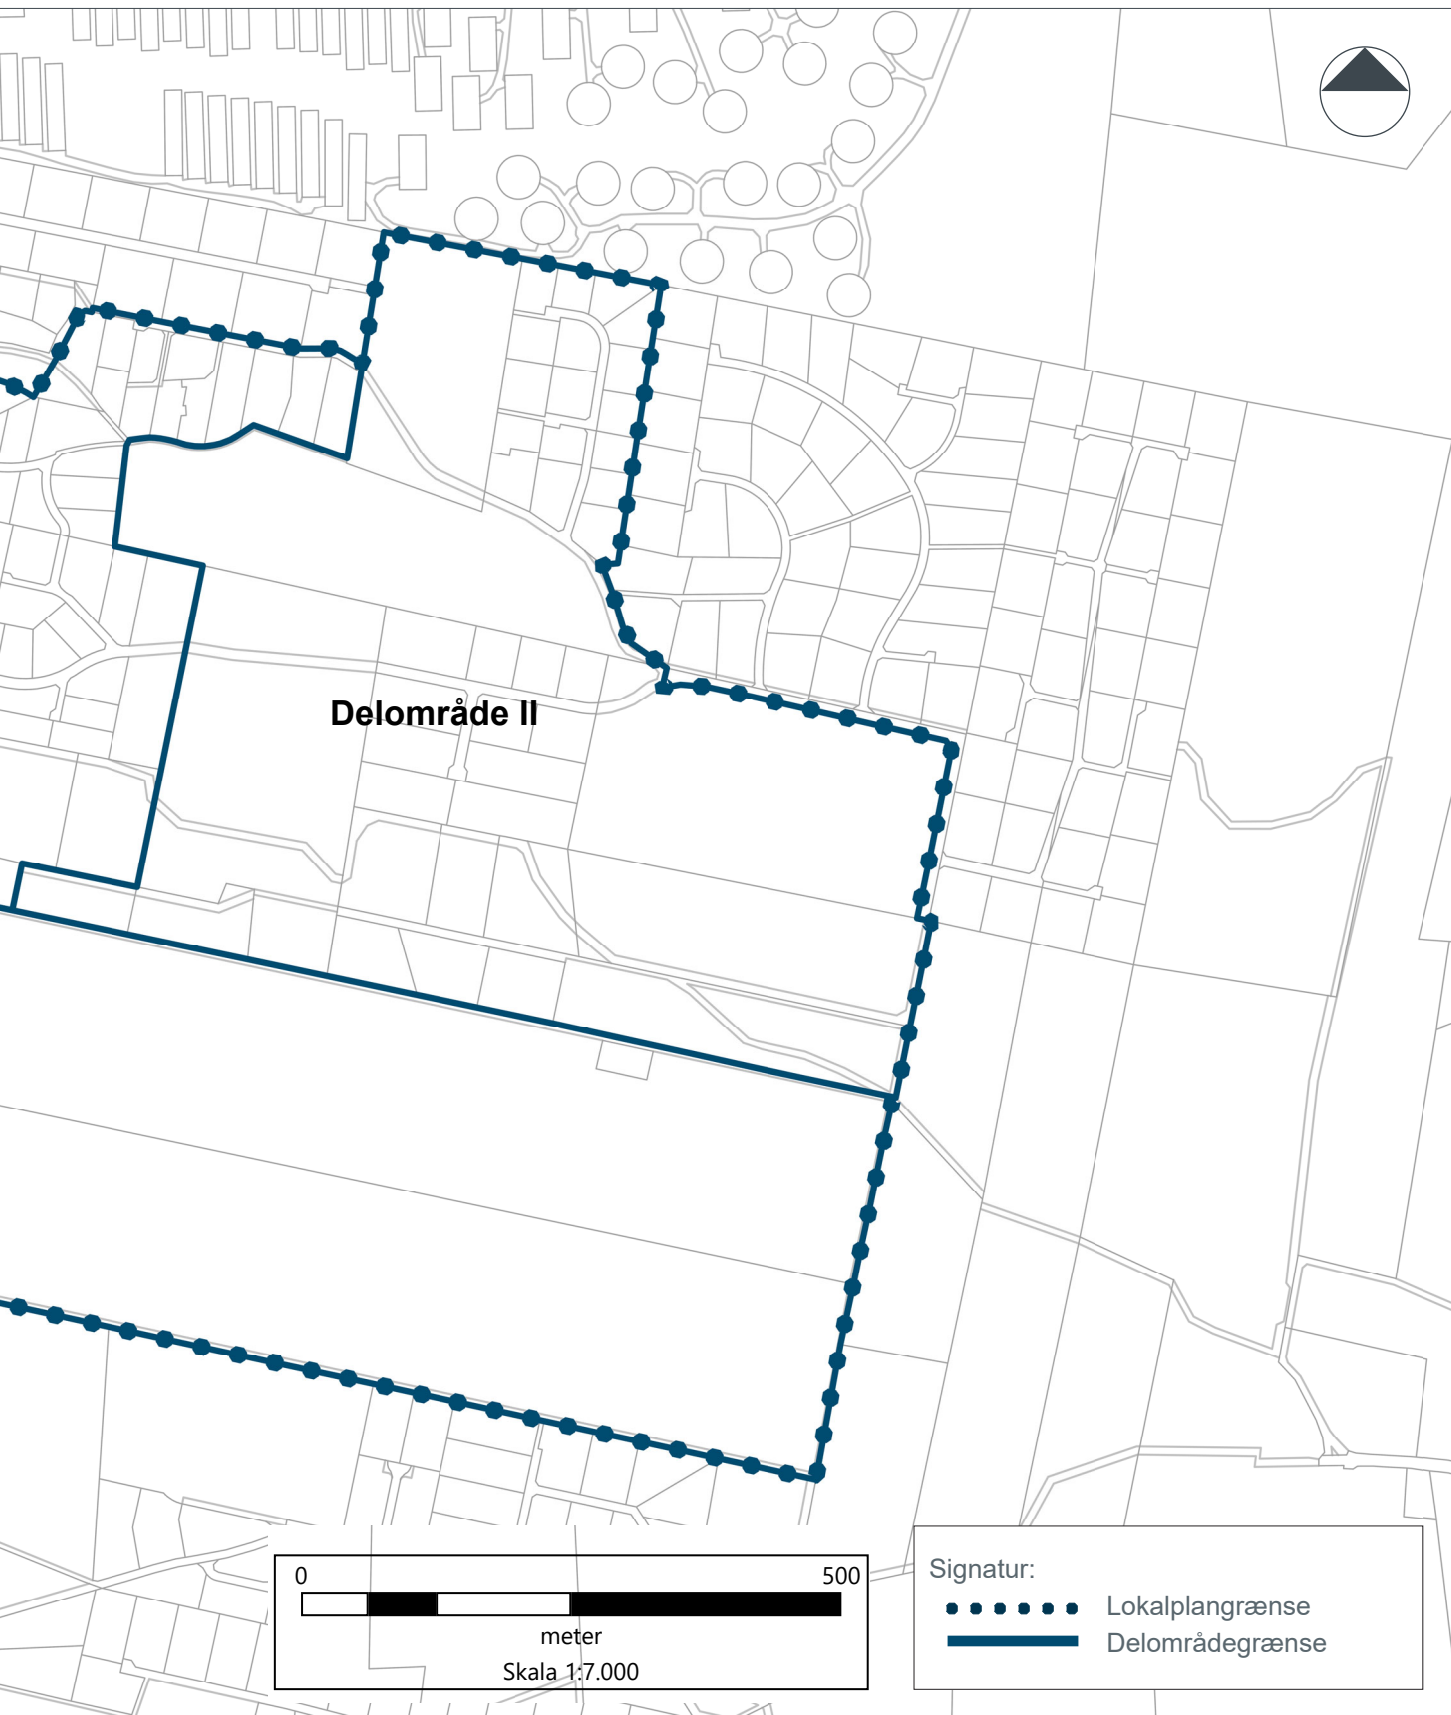 Delområde II
0 500
meter
Skala 1:7.000
Signatur:
Lokalplangrænse
Delområdegrænse